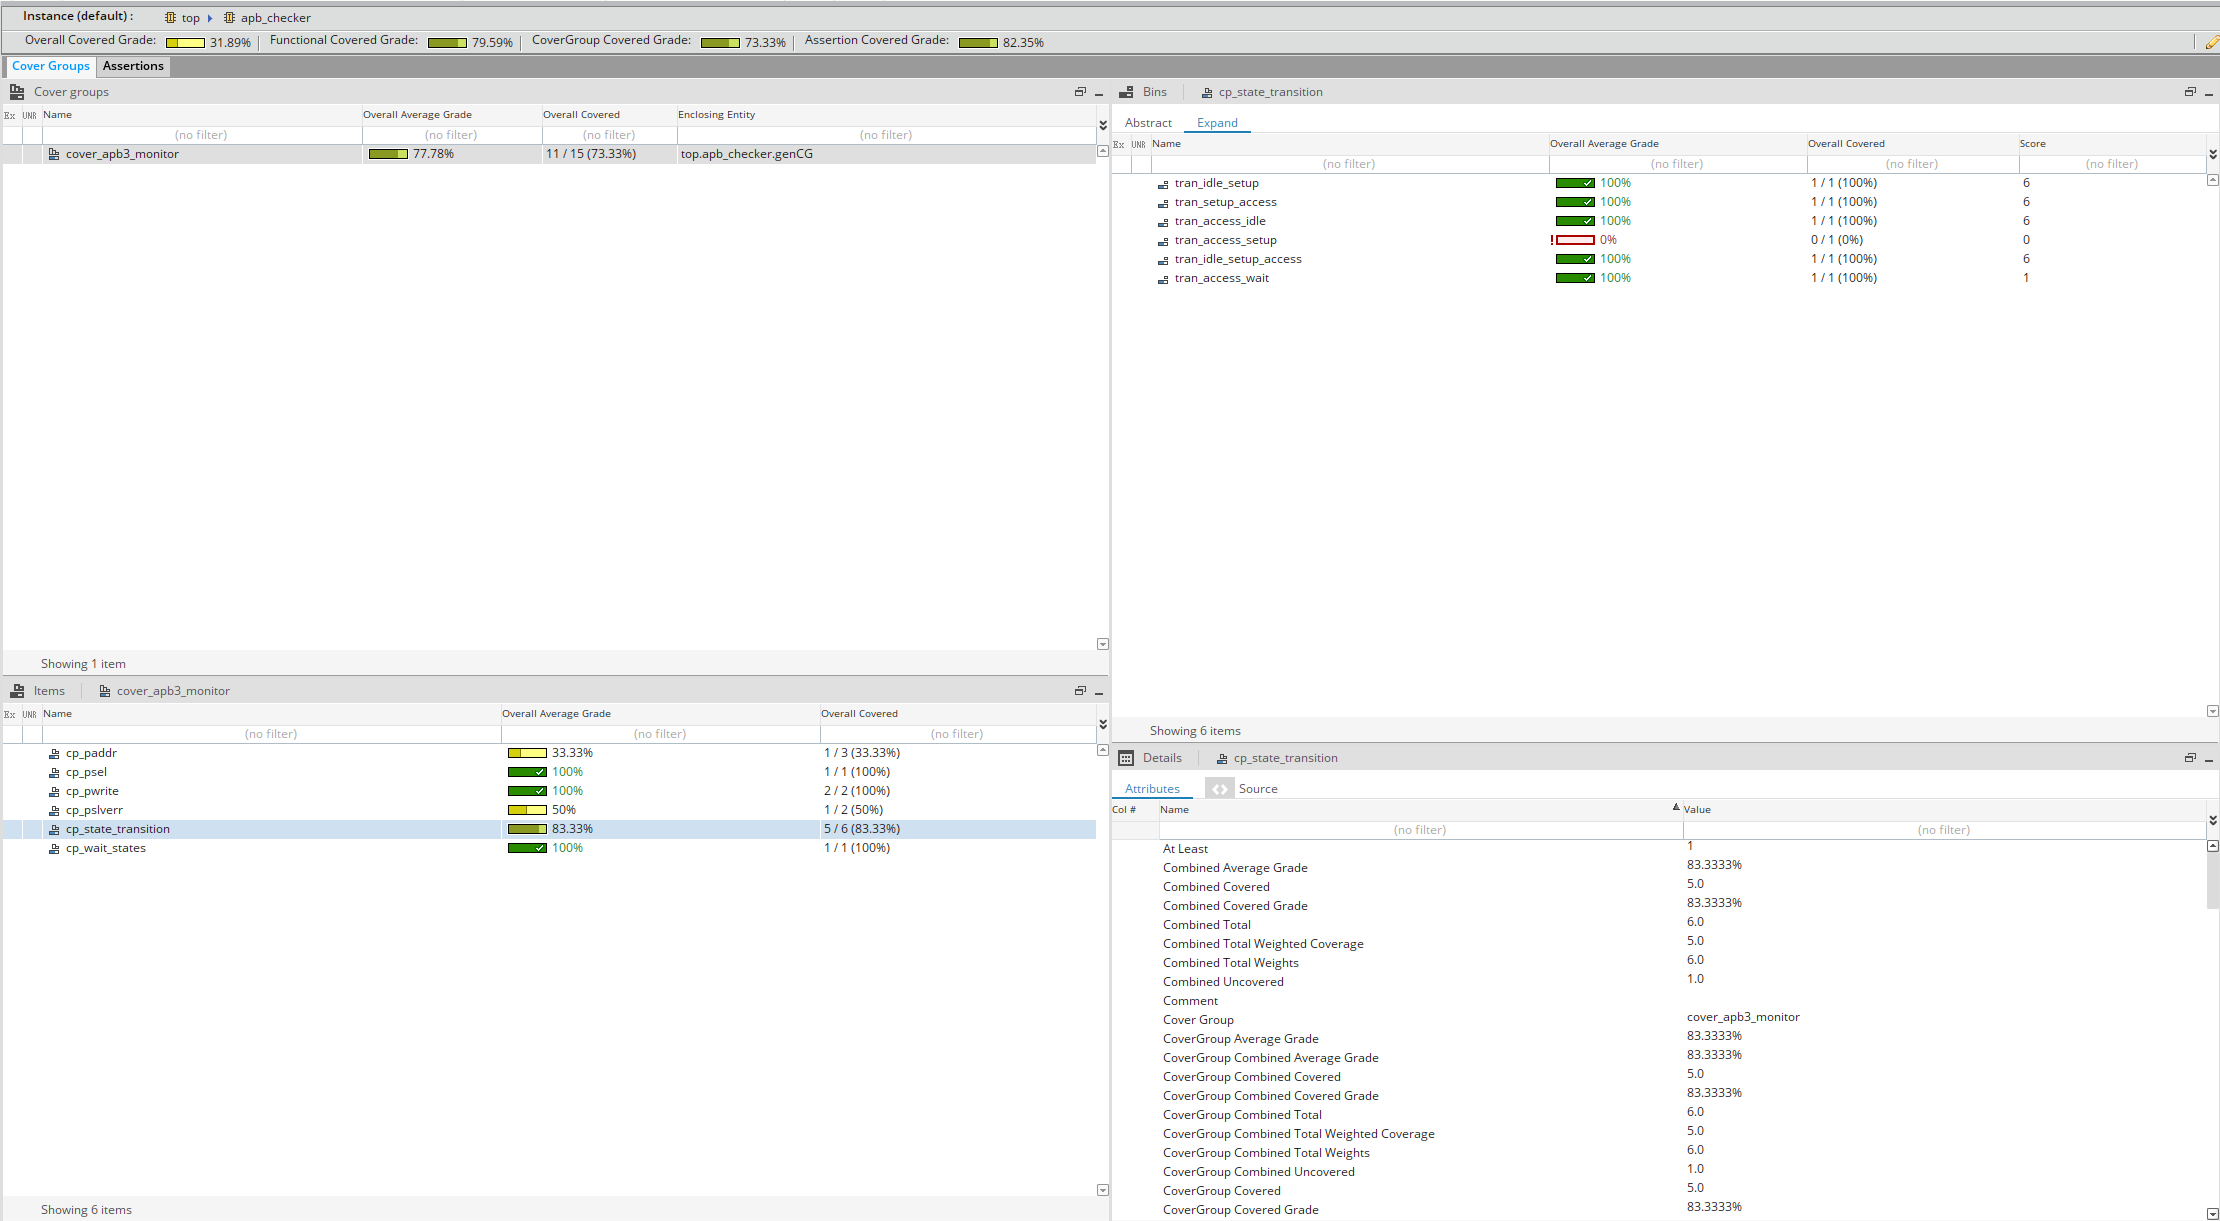 Instance (default) : top apb_checker
Overall Covered Grade: 31.89% Functional Covered Grade: 79.59% CoverGroup Covered Grade: 73.33% Assertion Covered Grade: 82.35%
Cover Groups Assertions
Cover groups
Ex UNR Name Overall Average Grade Overall Covered Enclosing Entity
(no filter) (no filter) (no filter) (no filter)
cover_apb3_monitor 77.78% 11 / 15 (73.33%) top.apb_checker.genCG
Showing 1 item
Items cover_apb3_monitor
Ex UNR Name Overall Average Grade Overall Covered
(no filter) (no filter) (no filter)
cp_paddr 33.33% 1 / 3 (33.33%)
cp_psel 100% 1 / 1 (100%)
cp_pwrite 100% 2 / 2 (100%)
cp_pslverr 50% 1 / 2 (50%)
cp_state_transition 83.33% 5 / 6 (83.33%)
cp_wait_states 100% 1 / 1 (100%)
Showing 6 items
Bins cp_state_transition
Abstract Expand
Ex UNR Name Overall Average Grade Overall Covered Score
(no filter) (no filter) (no filter) (no filter)
tran_idle_setup 100% 1 / 1 (100%) 6
tran_setup_access 100% 1 / 1 (100%) 6
tran_access_idle 100% 1 / 1 (100%) 6
tran_access_setup ! 0% 0 / 1 (0%) 0
tran_idle_setup_access 100% 1 / 1 (100%) 6
tran_access_wait 100% 1 / 1 (100%) 1
Showing 6 items
Details cp_state_transition
Attributes Source
Col # Name Value
(no filter) (no filter)
At Least 1
Combined Average Grade 83.3333%
Combined Covered 5.0
Combined Covered Grade 83.3333%
Combined Total 6.0
Combined Total Weighted Coverage 5.0
Combined Total Weights 6.0
Combined Uncovered 1.0
Comment
Cover Group cover_apb3_monitor
CoverGroup Average Grade 83.3333%
CoverGroup Combined Average Grade 83.3333%
CoverGroup Combined Covered 5.0
CoverGroup Combined Covered Grade 83.3333%
CoverGroup Combined Total 6.0
CoverGroup Combined Total Weighted Coverage 5.0
CoverGroup Combined Total Weights 6.0
CoverGroup Combined Uncovered 1.0
CoverGroup Covered 5.0
CoverGroup Covered Grade 83.3333%